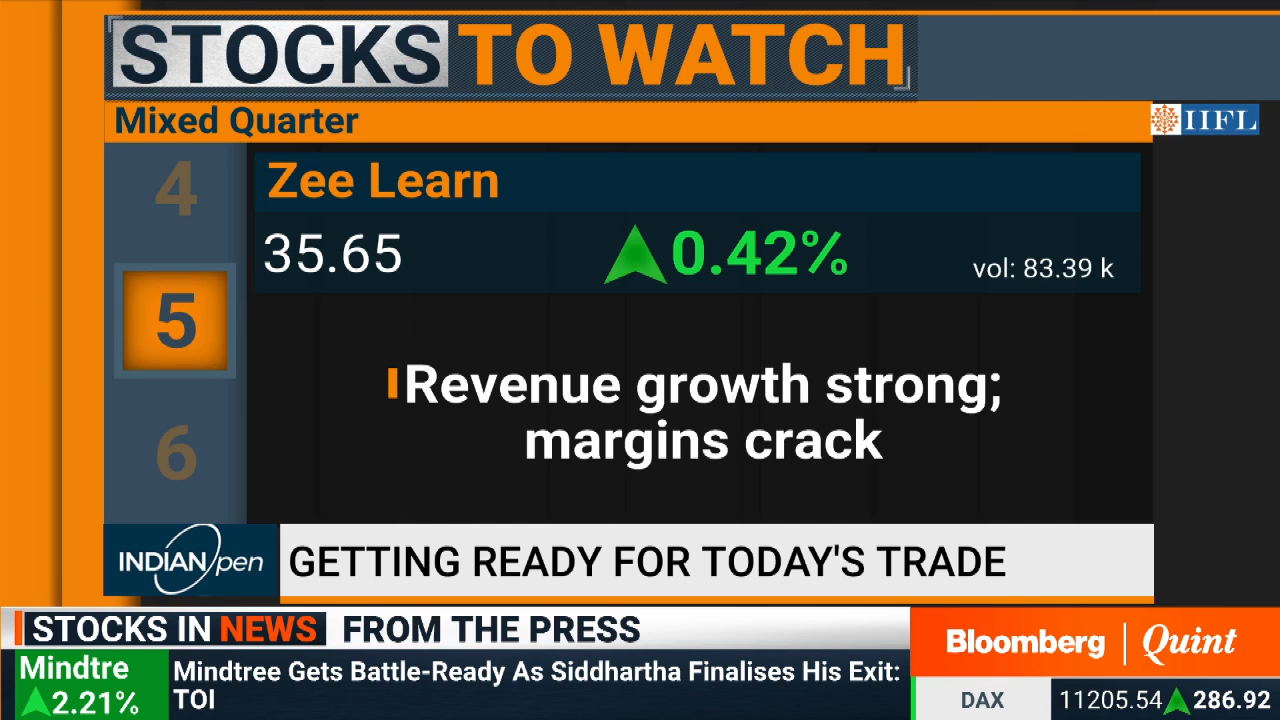 STOCKS TO WATCH
Mixed Quarter
IIFL
4
Zee Learn
35.65 0.42% vol: 83.39 k
5
Revenue growth strong;
margins crack
6
INDIAN pen
GETTING READY FOR TODAY'S TRADE
STOCKS IN NEWS FROM THE PRESS
Bloomberg | Quint
Mindtre
2.21%
Mindtree Gets Battle-Ready As Siddhartha Finalises His Exit:
TOI
DAX 11205.54 286.92